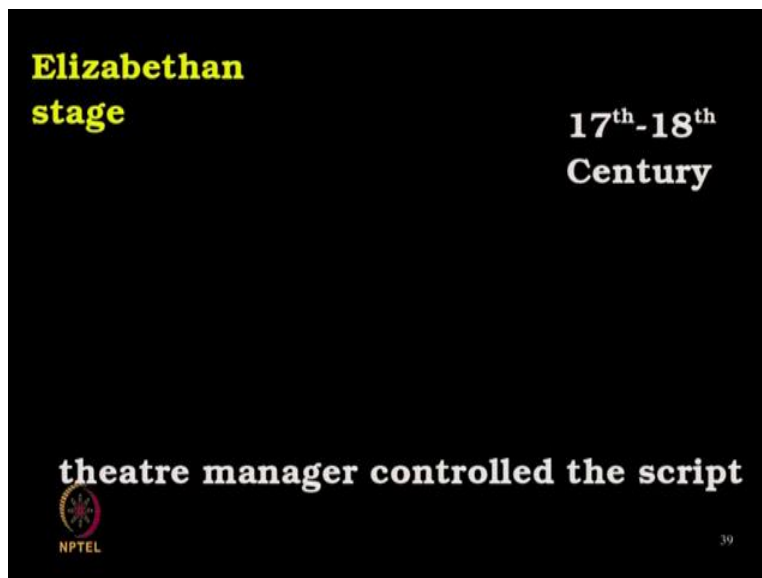 Elizabethan
stage
17th-18th
Century
theatre manager controlled the script
NPTEL
39